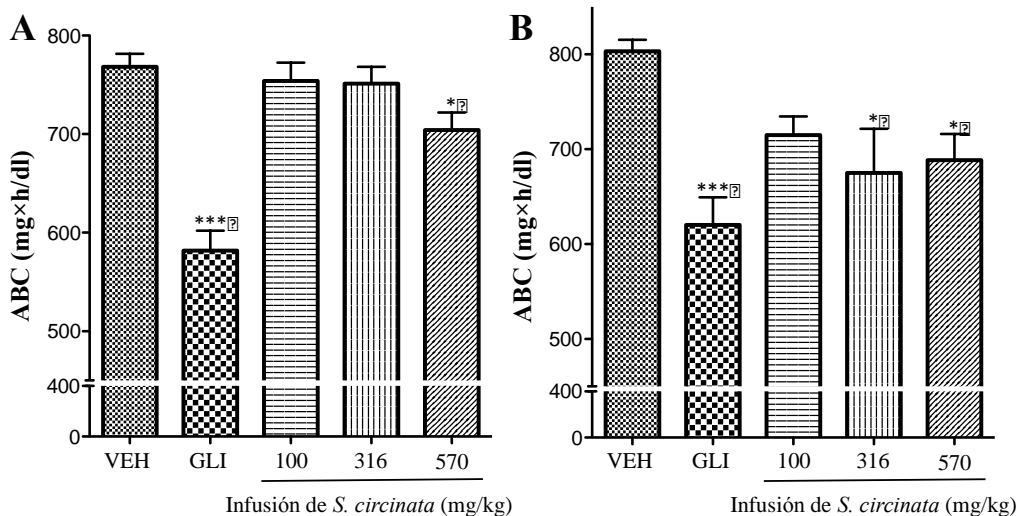 A
ABC (mg×h/dl)
800
700
600
500
400
0
***
*
VEH GLI 100 316 570
Infusión de S. circinata (mg/kg)
B
ABC (mg×h/dl)
800
700
600
500
400
0
***
*
*
VEH GLI 100 316 570
Infusión de S. circinata (mg/kg)